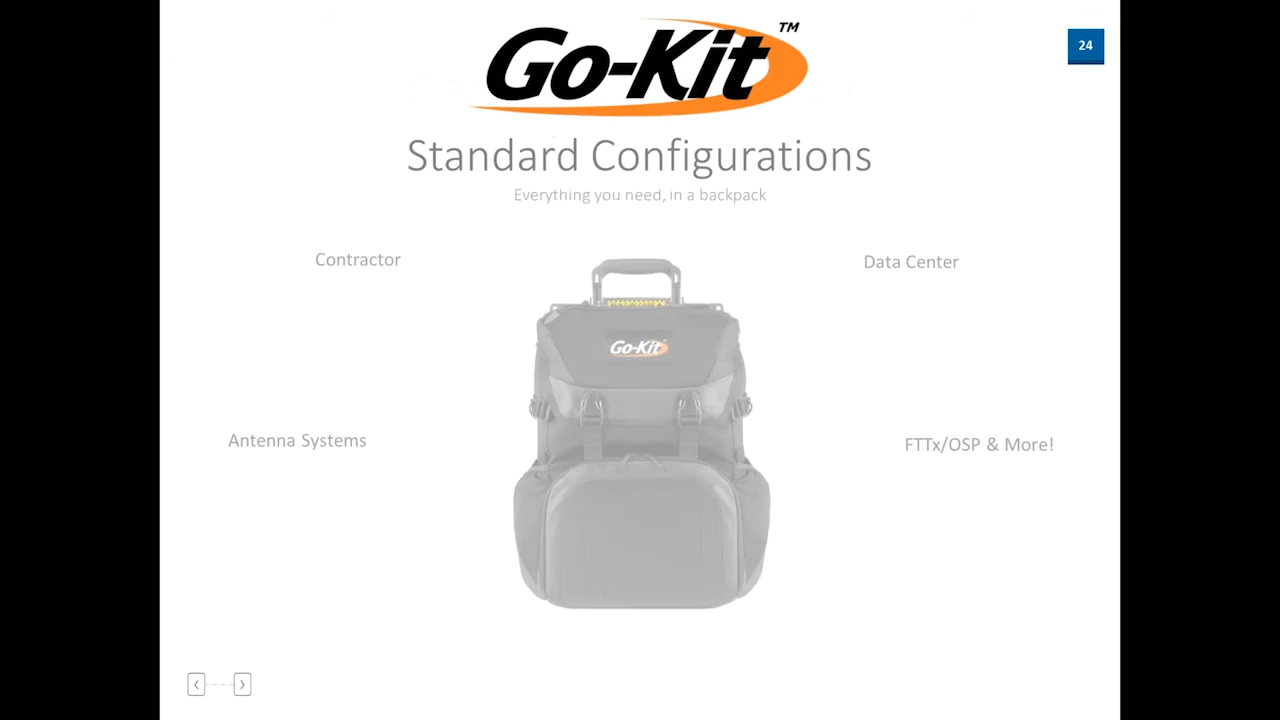 Go-Kit™
24
Standard Configurations
Everything you need, in a backpack
Contractor
Data Center
Go-Kit
Antenna Systems
FTTx/OSP & More!